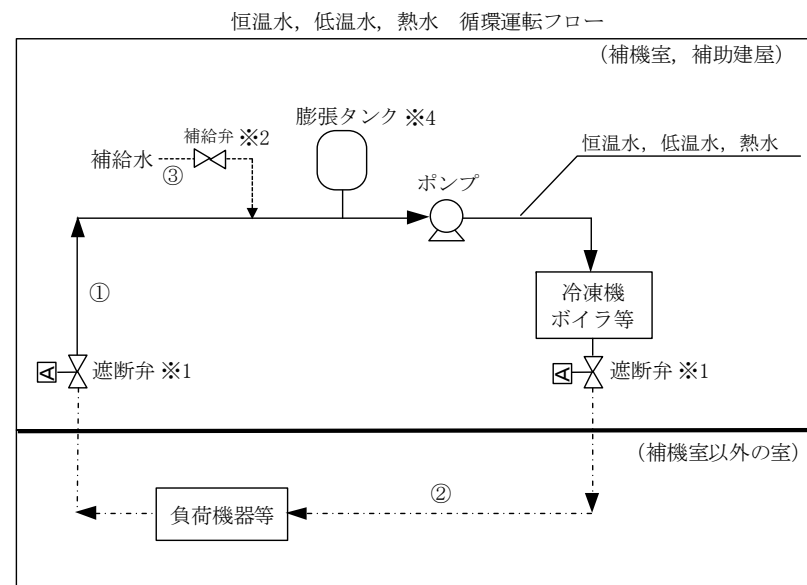 恒温水，低温水，熱水　循環運転フロー
（補機室，補助建屋）
膨張タンク ※4
補給弁 ※2
恒温水，低温水，熱水
補給水
③
ポンプ
①
冷凍機
ボイラ等
A 遮断弁 ※1
A 遮断弁 ※1
（補機室以外の室）
②
負荷機器等